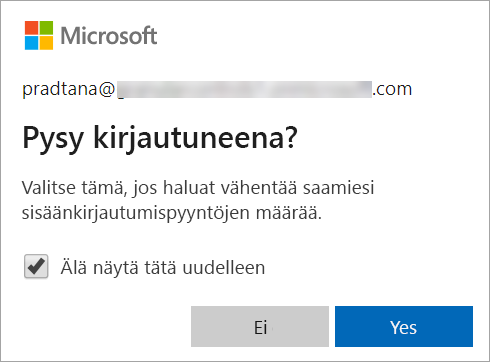 Microsoft
pradtana@ .com
Pysy kirjautuneena?
Valitse tämä, jos haluat vähentää saamiesi
sisäänkirjautumispyyntöjen määrää.
Älä näytä tätä uudelleen
Ei
Yes